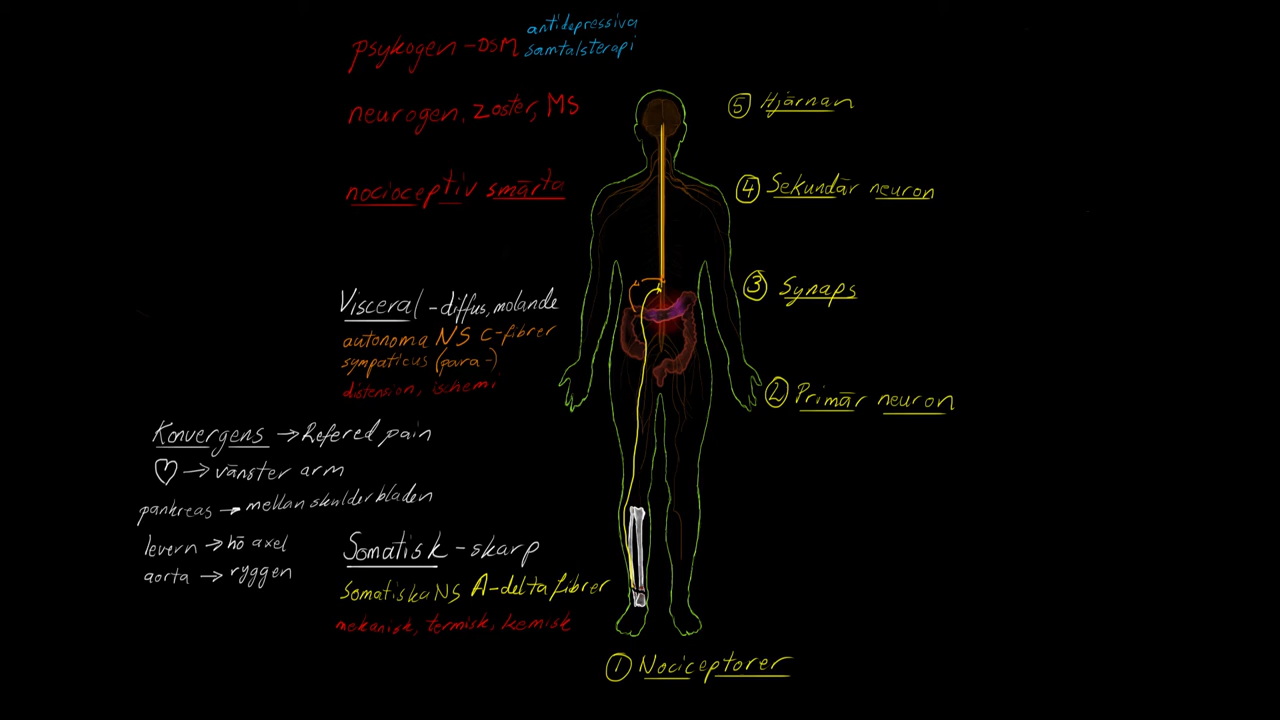 psykogen - DSM antidepressiva
samtalsterapi
neurogen, zoster, MS
nocioceptiv smärta
Visceral - diffus, molande
autonoma NS C-fibrer
sympaticus (para-)
distension, ischemi
Konvergens → Refered pain
♡ → vänster arm
pankreas → mellan skulderbladen
levern → hö axel
aorta → ryggen
Somatisk - skarp
Somatiska NS A-delta fibrer
mekanisk, termisk, kemisk
⑤ Hjärnan
④ Sekundär neuron
③ Synaps
② Primär neuron
① Nociceptorer